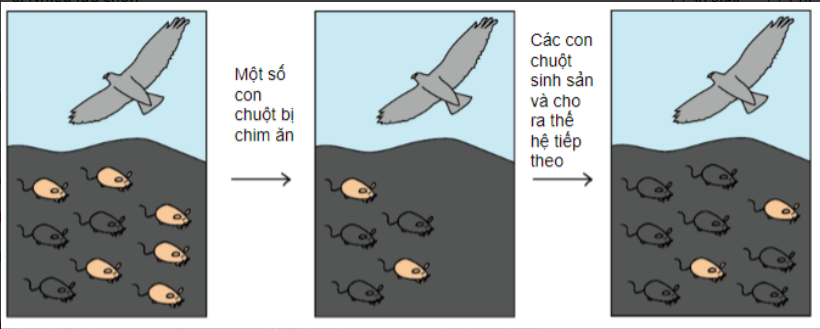 Một số
con
chuột bị
chim ăn
Các con
chuột
sinh sản
và cho
ra thế
hệ tiếp
theo